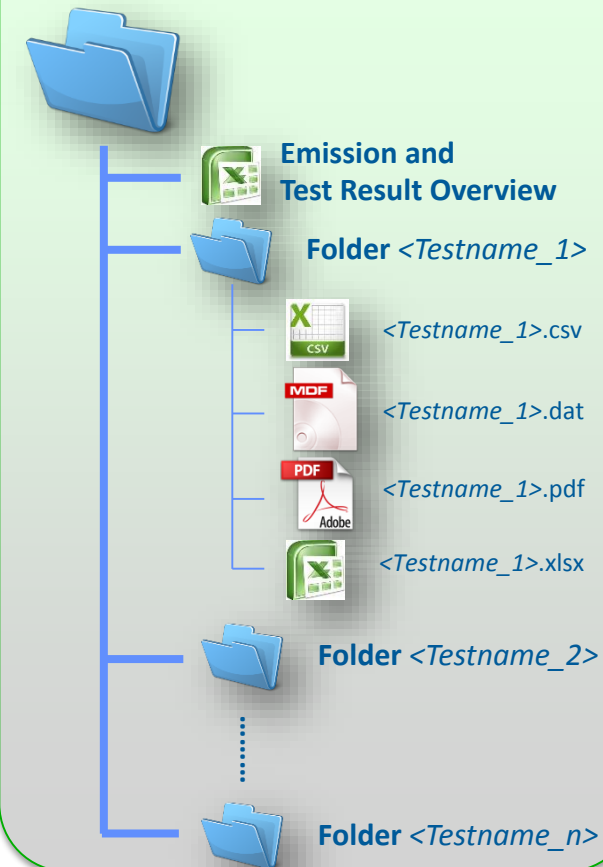 Emission and
Test Result Overview
Folder <Testname_1>
X
CSV
<Testname_1>.csv
MDF
<Testname_1>.dat
PDF
Adobe
<Testname_1>.pdf
X
<Testname_1>.xlsx
Folder <Testname_2>
Folder <Testname_n>